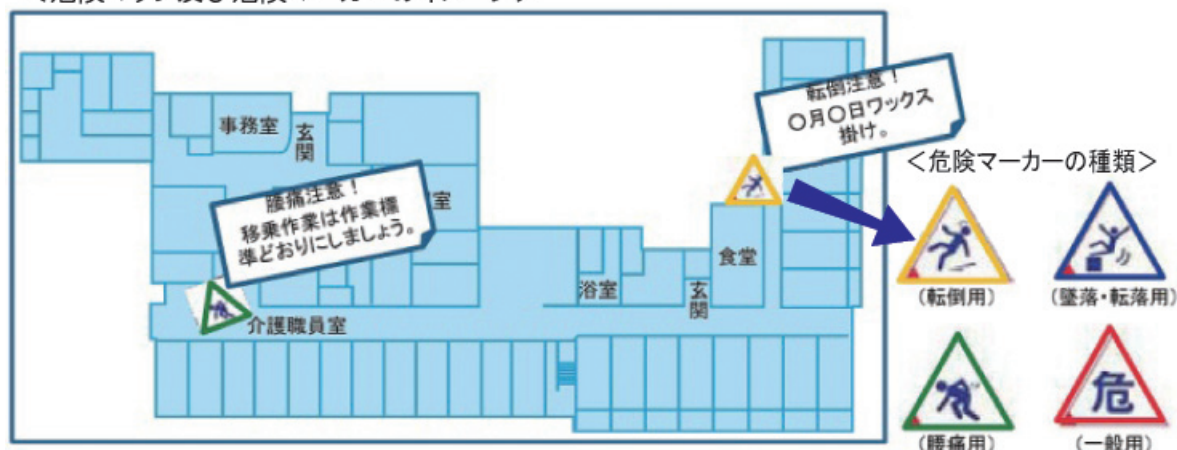 事務室
玄
関
転倒注意!
〇月〇日ワックス
掛け。
<危険マーカーの種類>
腰痛注意!
移乗作業は作業標
準どおりにしましょう。
室
食堂
浴室
玄
関
介護職員室
(転倒用)
(墜落・転落用)
危
(腰痛用)
(一般用)